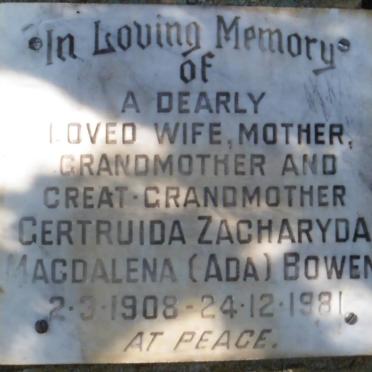 In Loving Memory
of
A DEARLY
LOVED WIFE, MOTHER,
GRANDMOTHER AND
GREAT-GRANDMOTHER
GERTRUIDA ZACHARYDA
MAGDALENA (ADA) BOWEN
2·3·1908-24·12·1981
AT PEACE.